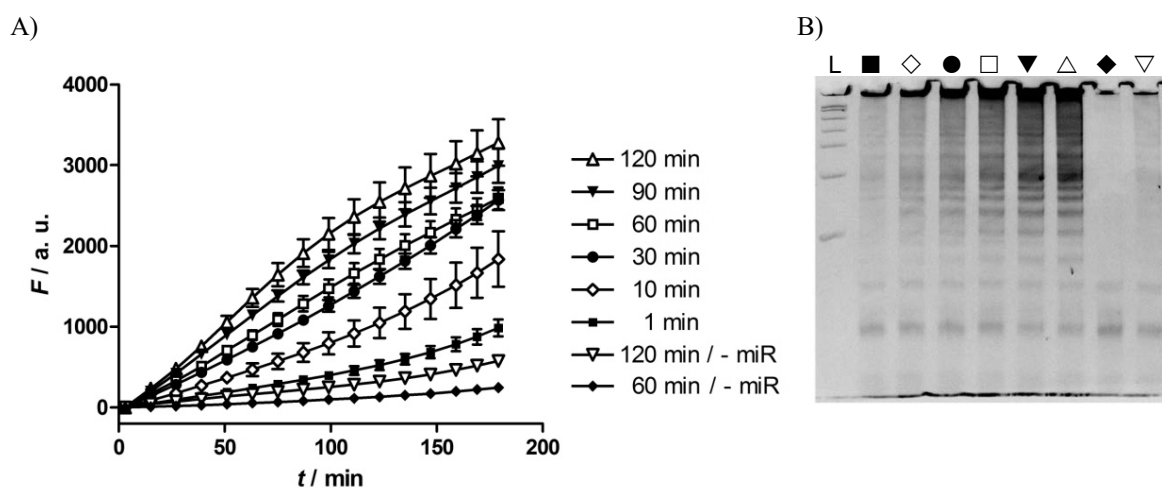 A)
B)
4000
3000
2000
1000
0
F / a. u.
0 50 100 150 200
t / min
120 min
90 min
60 min
30 min
10 min
1 min
120 min / - miR
60 min / - miR
L